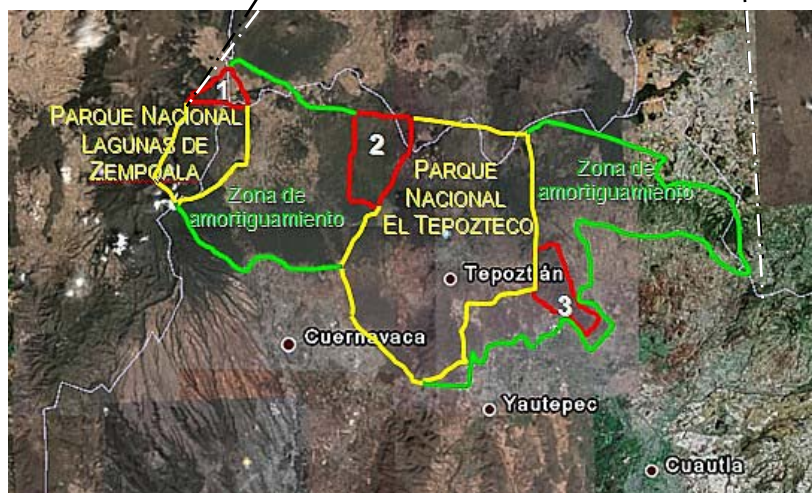 1
PARQUE NACIONAL
LAGUNAS DE
ZEMPOALA
2
Zona de
amortiguamiento
PARQUE
NACIONAL
EL TEPOZTECO
Zona de
amortiguamiento
Tepoztlán
3
Cuernavaca
Yautepec
Cuautla